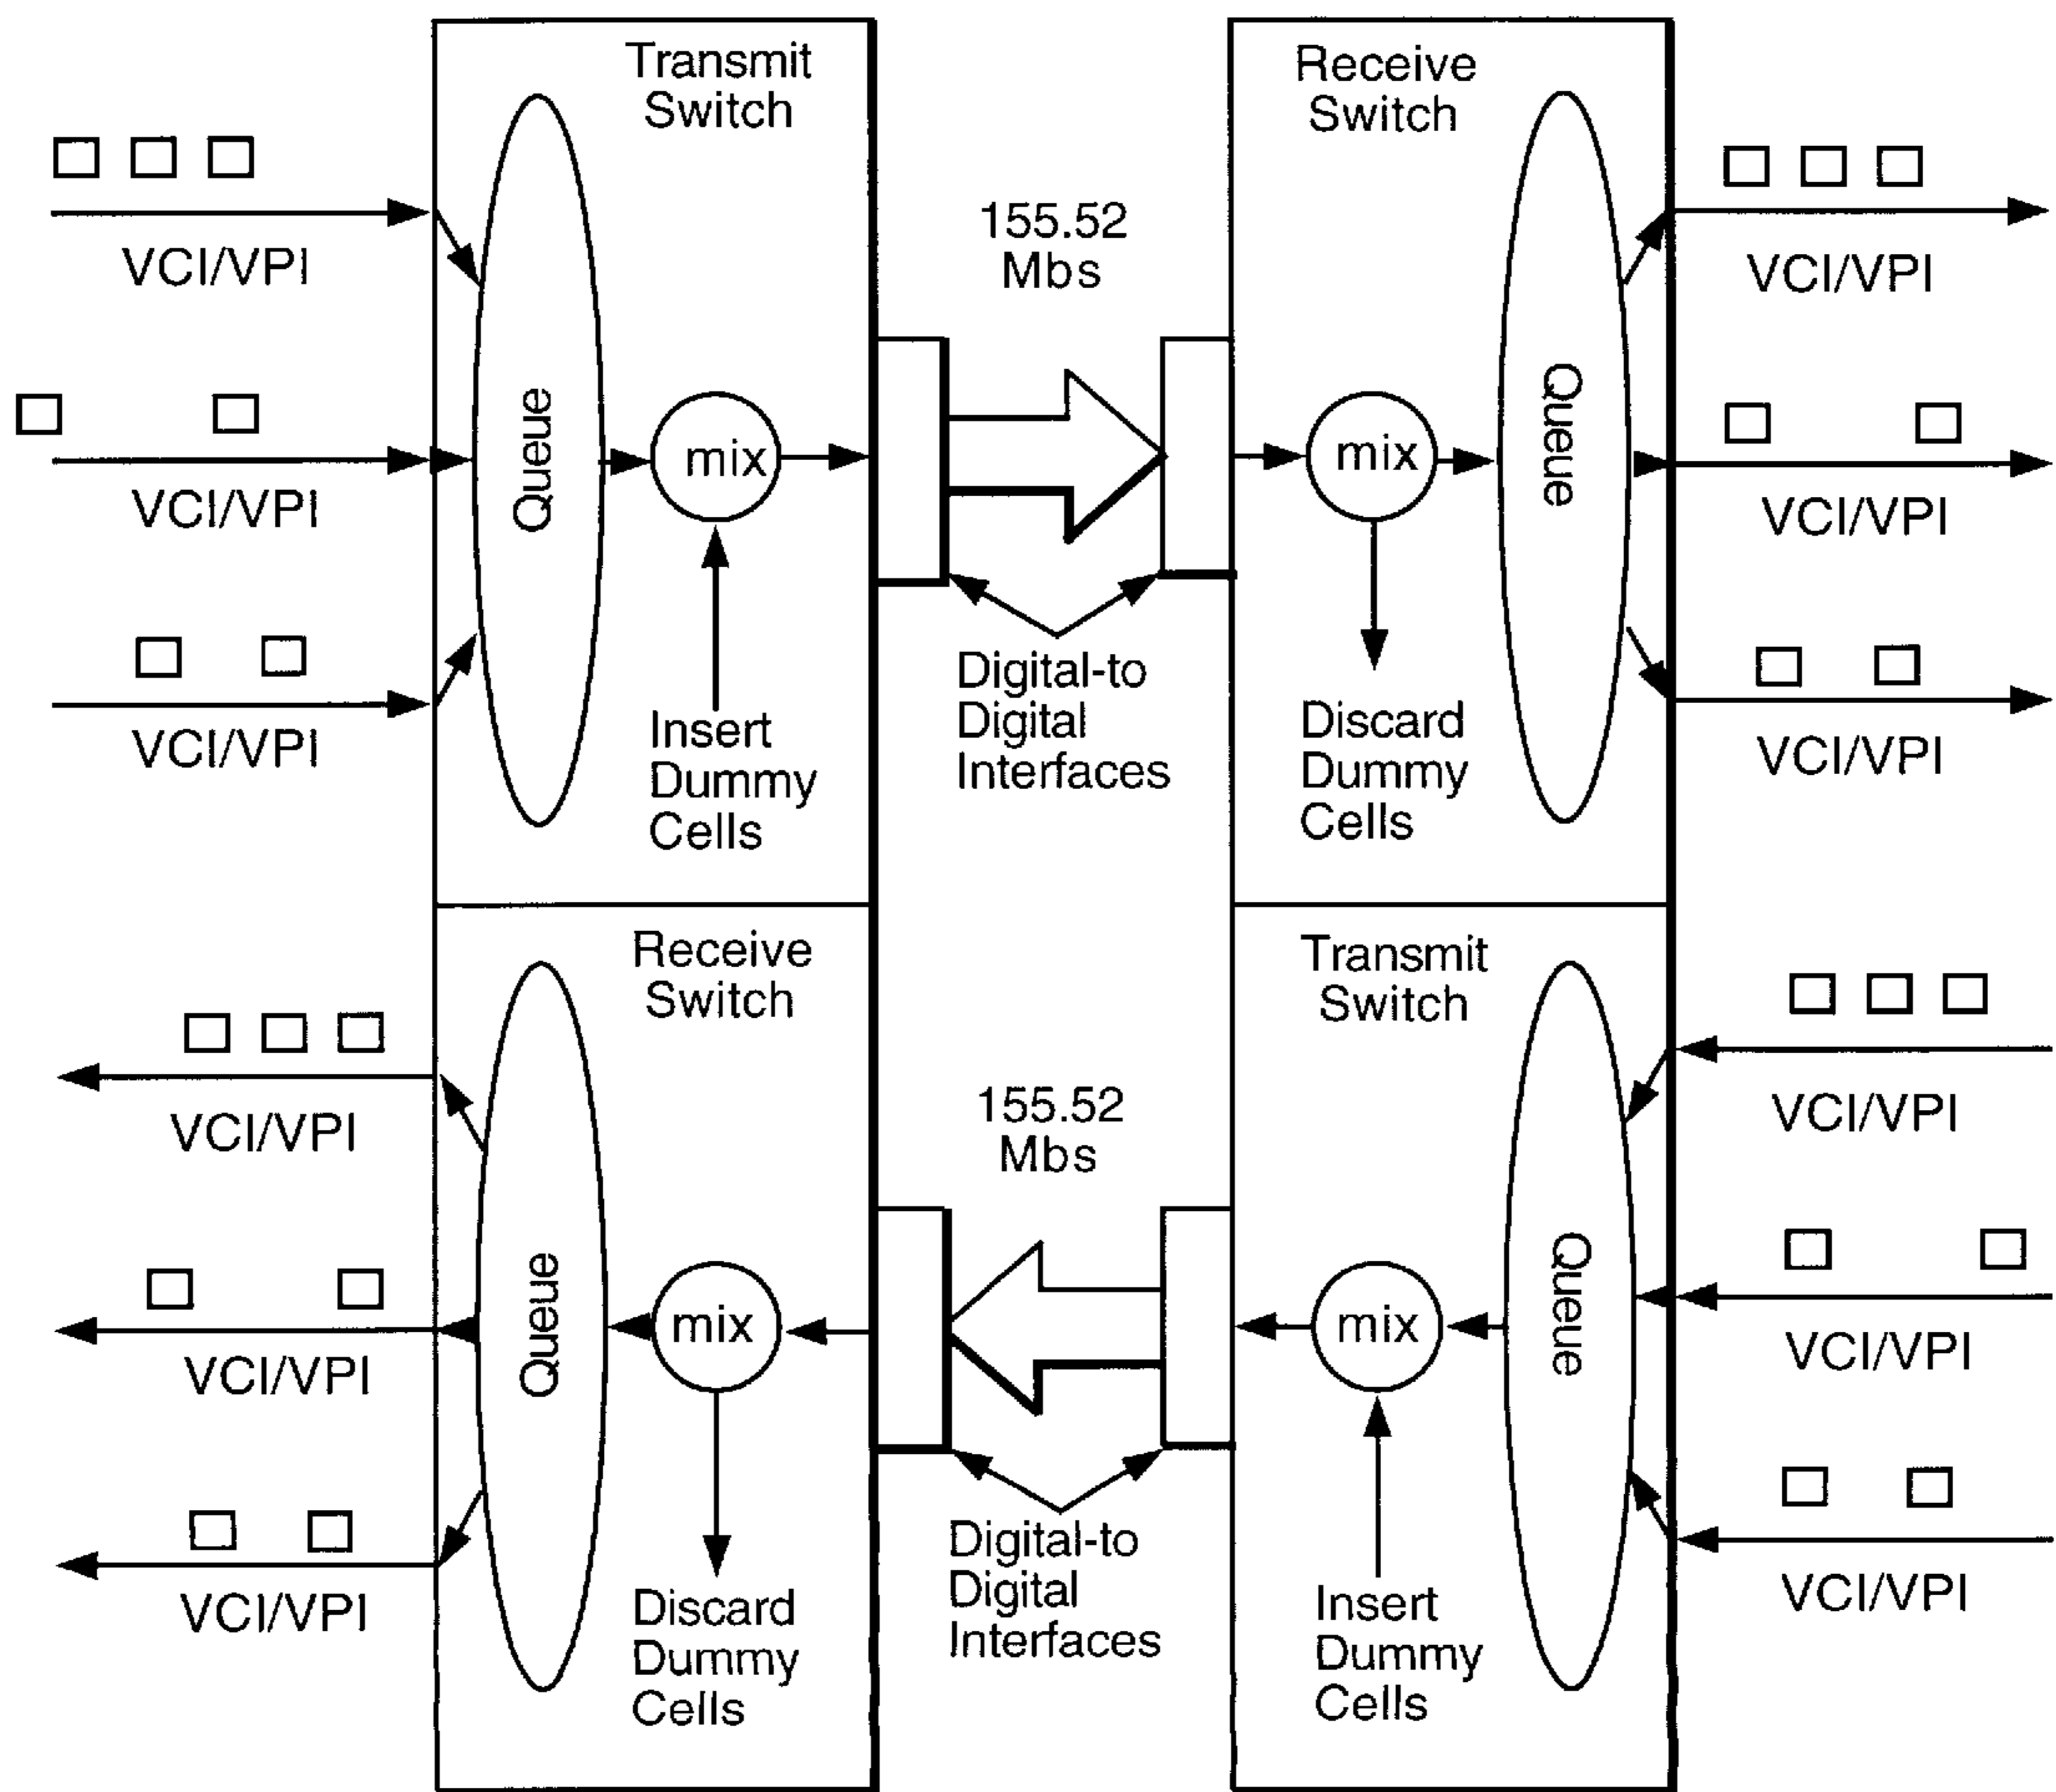 Transmit
Switch
Receive
Switch
VCI/VPI
VCI/VPI
VCI/VPI
Queue
mix
Insert
Dummy
Cells
155.52
Mbs
Digital-to
Digital
Interfaces
mix
Discard
Dummy
Cells
Queue
VCI/VPI
VCI/VPI
VCI/VPI
Receive
Switch
Transmit
Switch
VCI/VPI
VCI/VPI
VCI/VPI
Queue
mix
Discard
Dummy
Cells
155.52
Mbs
Digital-to
Digital
Interfaces
mix
Insert
Dummy
Cells
Queue
VCI/VPI
VCI/VPI
VCI/VPI